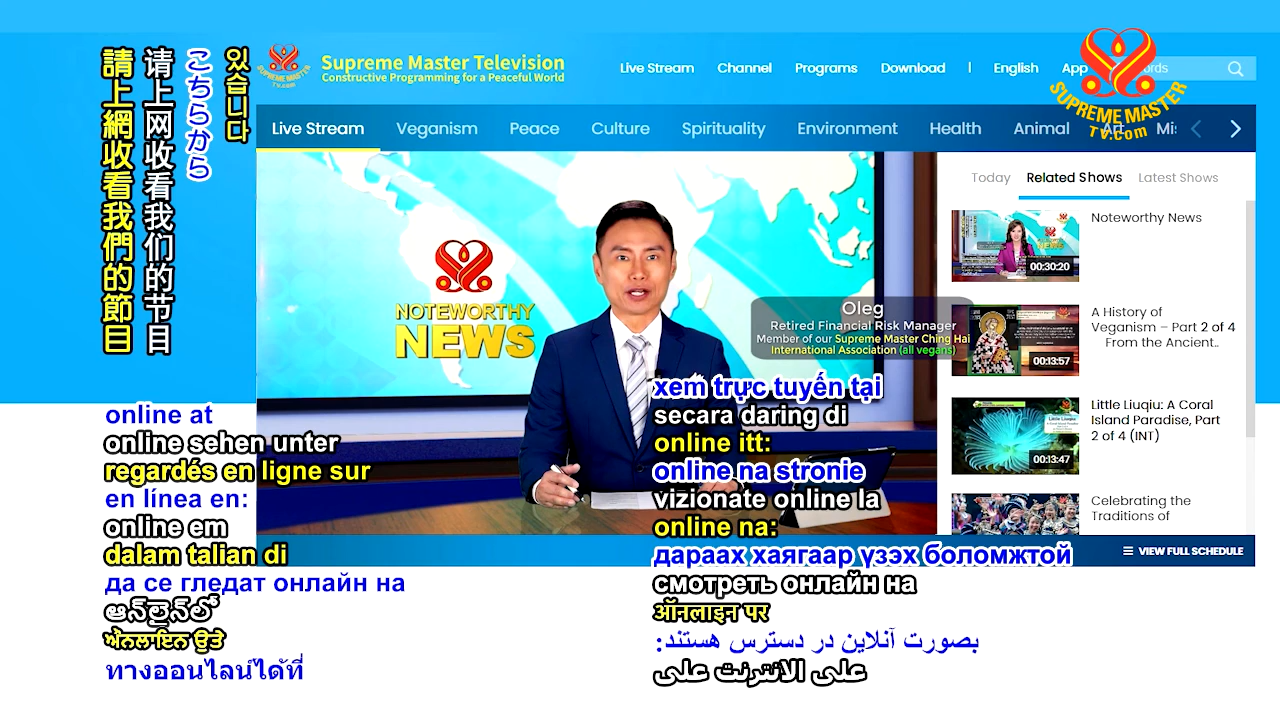 請上網收看我們的節目
请上网收看我们的节目
こちらから
있습니다
SUPREME MASTER
TV.com
Supreme Master Television
Constructive Programming for a Peaceful World
Live Stream
Channel
Programs
Download
English
App
SUPREME MASTER
TV.com
Live Stream
Veganism
Peace
Culture
Spirituality
Environment
Health
Animal
Art
NOTEWORTHY
NEWS
Oleg
Retired Financial Risk Manager
Member of our Supreme Master Ching Hai
International Association (all vegans)
Today
Related Shows
Latest Shows
Noteworthy News
00:30:20
A History of
Veganism – Part 2 of 4
From the Ancient..
00:13:57
Little Liuqiu: A Coral
Island Paradise, Part
2 of 4 (INT)
00:13:47
Celebrating the
Traditions of
VIEW FULL SCHEDULE
online at
online sehen unter
regardés en ligne sur
en línea en:
online em
dalam talian di
да се гледат онлайн на
ఆన్‌లైన్‌లో
ਔਨਲਾਇਨ ਉਤੇ
ทางออนไลน์ได้ที่
xem trực tuyến tại
secara daring di
online itt:
online na stronie
vizionate online la
online na:
дараах хаягаар үзэх боломжтой
смотреть онлайн на
ऑनलाइन पर
بصورت آنلاین در دسترس هستند:
على الانترنت على